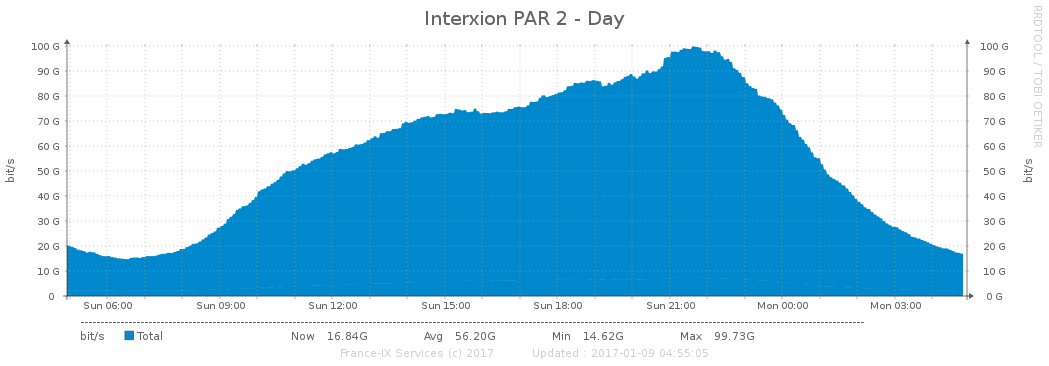 Interxion PAR 2 - Day
RRDTOOL / TOBI OETIKER
100 G 100 G
90 G 90 G
80 G 80 G
70 G 70 G
60 G 60 G
50 G 50 G
40 G 40 G
30 G 30 G
20 G 20 G
10 G 10 G
0 0 G
bit/s bit/s
Sun 06:00 Sun 09:00 Sun 12:00 Sun 15:00 Sun 18:00 Sun 21:00 Mon 00:00 Mon 03:00
bit/s Total Now 16.84G Avg 56.20G Min 14.62G Max 99.73G
France-IX Services (c) 2017 Updated : 2017-01-09 04:55:05